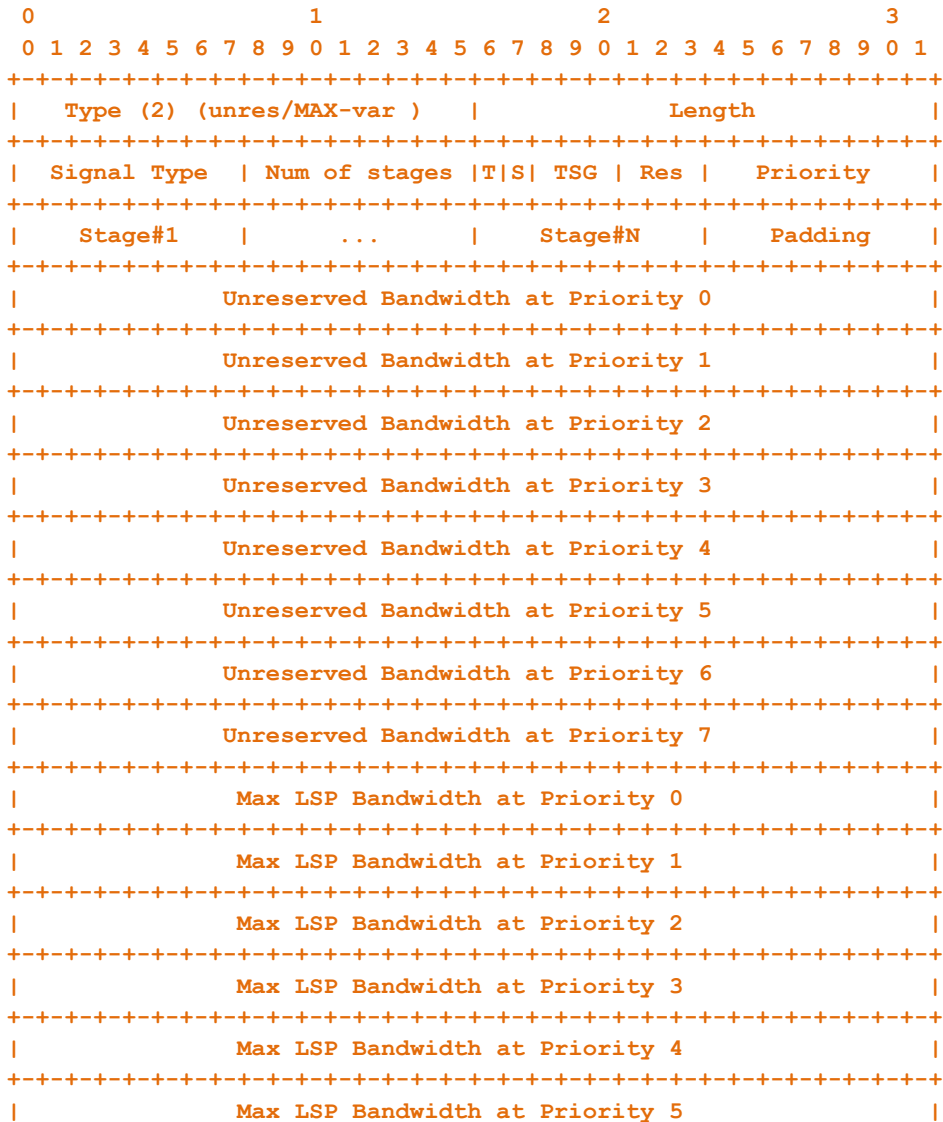 0                   1                   2                   3
 0 1 2 3 4 5 6 7 8 9 0 1 2 3 4 5 6 7 8 9 0 1 2 3 4 5 6 7 8 9 0 1
+-+-+-+-+-+-+-+-+-+-+-+-+-+-+-+-+-+-+-+-+-+-+-+-+-+-+-+-+-+-+-+-+
|   Type (2) (unres/MAX-var )   |             Length            |
+-+-+-+-+-+-+-+-+-+-+-+-+-+-+-+-+-+-+-+-+-+-+-+-+-+-+-+-+-+-+-+-+
|  Signal Type  | Num of stages |T|S| TSG | Res |   Priority    |
+-+-+-+-+-+-+-+-+-+-+-+-+-+-+-+-+-+-+-+-+-+-+-+-+-+-+-+-+-+-+-+-+
|    Stage#1    |      ...      |    Stage#N    |    Padding    |
+-+-+-+-+-+-+-+-+-+-+-+-+-+-+-+-+-+-+-+-+-+-+-+-+-+-+-+-+-+-+-+-+
|              Unreserved Bandwidth at Priority 0               |
+-+-+-+-+-+-+-+-+-+-+-+-+-+-+-+-+-+-+-+-+-+-+-+-+-+-+-+-+-+-+-+-+
|              Unreserved Bandwidth at Priority 1               |
+-+-+-+-+-+-+-+-+-+-+-+-+-+-+-+-+-+-+-+-+-+-+-+-+-+-+-+-+-+-+-+-+
|              Unreserved Bandwidth at Priority 2               |
+-+-+-+-+-+-+-+-+-+-+-+-+-+-+-+-+-+-+-+-+-+-+-+-+-+-+-+-+-+-+-+-+
|              Unreserved Bandwidth at Priority 3               |
+-+-+-+-+-+-+-+-+-+-+-+-+-+-+-+-+-+-+-+-+-+-+-+-+-+-+-+-+-+-+-+-+
|              Unreserved Bandwidth at Priority 4               |
+-+-+-+-+-+-+-+-+-+-+-+-+-+-+-+-+-+-+-+-+-+-+-+-+-+-+-+-+-+-+-+-+
|              Unreserved Bandwidth at Priority 5               |
+-+-+-+-+-+-+-+-+-+-+-+-+-+-+-+-+-+-+-+-+-+-+-+-+-+-+-+-+-+-+-+-+
|              Unreserved Bandwidth at Priority 6               |
+-+-+-+-+-+-+-+-+-+-+-+-+-+-+-+-+-+-+-+-+-+-+-+-+-+-+-+-+-+-+-+-+
|              Unreserved Bandwidth at Priority 7               |
+-+-+-+-+-+-+-+-+-+-+-+-+-+-+-+-+-+-+-+-+-+-+-+-+-+-+-+-+-+-+-+-+
|               Max LSP Bandwidth at Priority 0                 |
+-+-+-+-+-+-+-+-+-+-+-+-+-+-+-+-+-+-+-+-+-+-+-+-+-+-+-+-+-+-+-+-+
|               Max LSP Bandwidth at Priority 1                 |
+-+-+-+-+-+-+-+-+-+-+-+-+-+-+-+-+-+-+-+-+-+-+-+-+-+-+-+-+-+-+-+-+
|               Max LSP Bandwidth at Priority 2                 |
+-+-+-+-+-+-+-+-+-+-+-+-+-+-+-+-+-+-+-+-+-+-+-+-+-+-+-+-+-+-+-+-+
|               Max LSP Bandwidth at Priority 3                 |
+-+-+-+-+-+-+-+-+-+-+-+-+-+-+-+-+-+-+-+-+-+-+-+-+-+-+-+-+-+-+-+-+
|               Max LSP Bandwidth at Priority 4                 |
+-+-+-+-+-+-+-+-+-+-+-+-+-+-+-+-+-+-+-+-+-+-+-+-+-+-+-+-+-+-+-+-+
|               Max LSP Bandwidth at Priority 5                 |